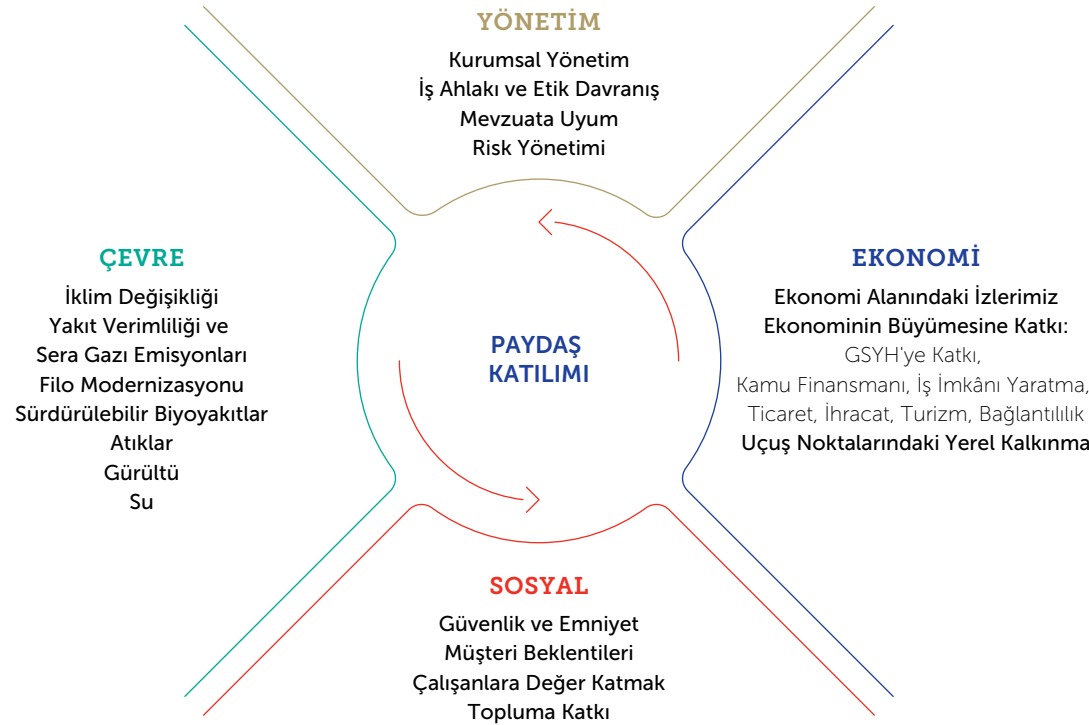 YÖNETİM
Kurumsal Yönetim
İş Ahlakı ve Etik Davranış
Mevzuata Uyum
Risk Yönetimi
ÇEVRE
İklim Değişikliği
Yakıt Verimliliği ve
Sera Gazı Emisyonları
Filo Modernizasyonu
Sürdürülebilir Biyoyakıtlar
Atıklar
Gürültü
Su
PAYDAŞ
KATILIMI
EKONOMİ
Ekonomi Alanındaki İzlerimiz
Ekonominin Büyümesine Katkı:
GSYH'ye Katkı,
Kamu Finansmanı, İş İmkânı Yaratma,
Ticaret, İhracat, Turizm, Bağlantılılık
Uçuş Noktalarındaki Yerel Kalkınma
SOSYAL
Güvenlik ve Emniyet
Müşteri Beklentileri
Çalışanlara Değer Katmak
Topluma Katkı